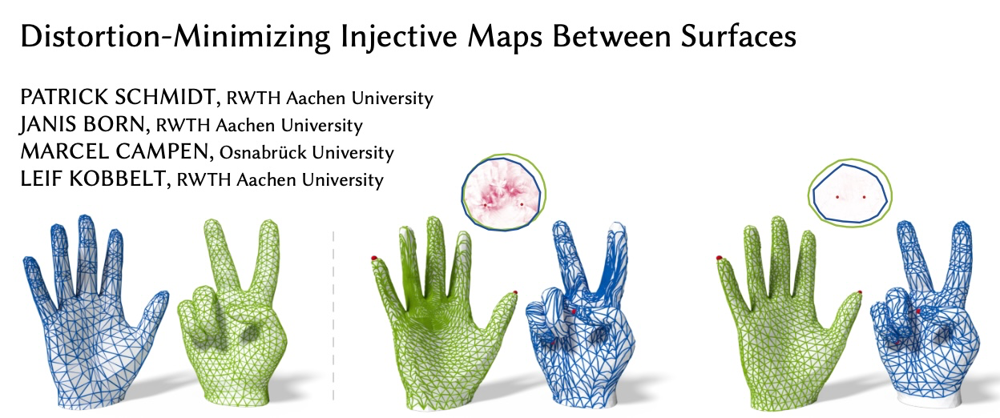 Distortion-Minimizing Injective Maps Between Surfaces
PATRICK SCHMIDT, RWTH Aachen University
JANIS BORN, RWTH Aachen University
MARCEL CAMPEN, Osnabrück University
LEIF KOBBELT, RWTH Aachen University